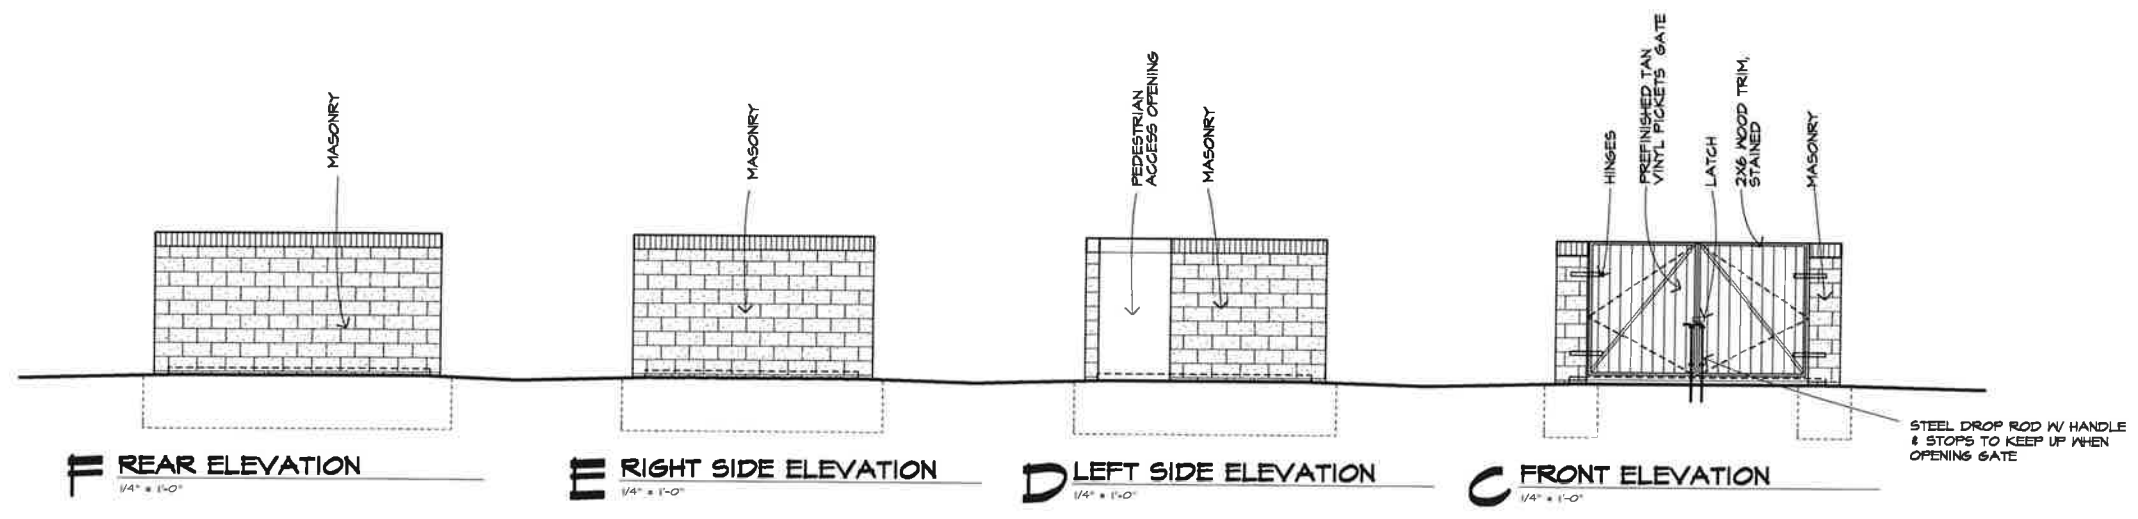 MASONRY
MASONRY
PEDESTRIAN
ACCESS OPENING
MASONRY
HINGES
PREFINISHED TAN
VINYL PICKETS GATE
LATCH
2X6 WOOD TRIM,
STAINED
MASONRY
STEEL DROP ROD W/ HANDLE
& STOPS TO KEEP UP WHEN
OPENING GATE
F REAR ELEVATION
1/4" = 1'-0"
E RIGHT SIDE ELEVATION
1/4" = 1'-0"
D LEFT SIDE ELEVATION
1/4" = 1'-0"
C FRONT ELEVATION
1/4" = 1'-0"